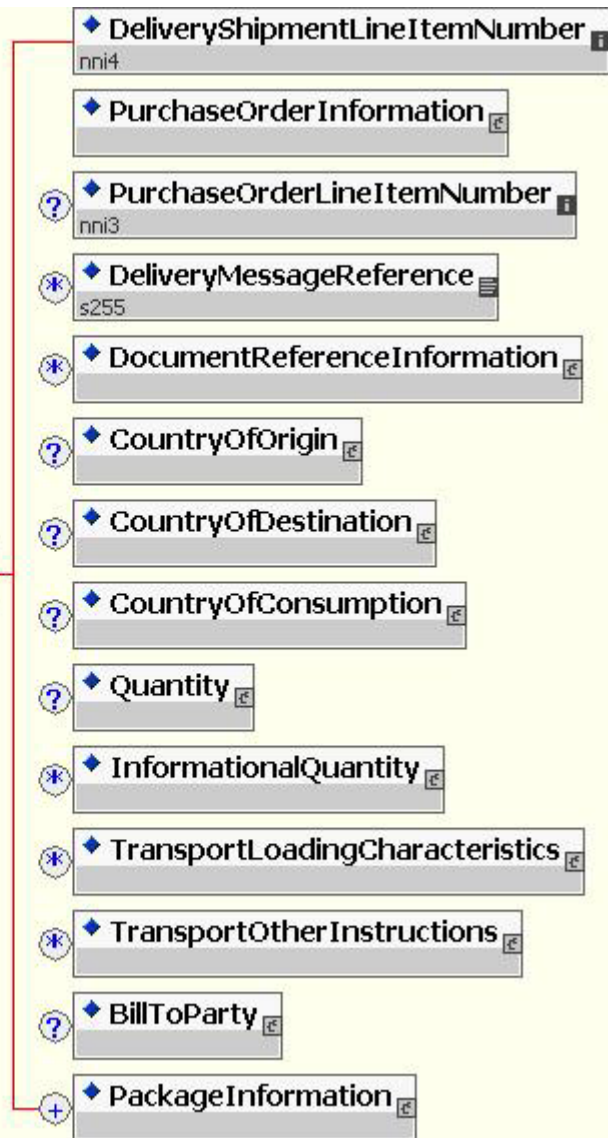 DeliveryShipmentLineItemNumber
nni4
PurchaseOrderInformation
? PurchaseOrderLineItemNumber
nni3
* DeliveryMessageReference
s255
* DocumentReferenceInformation
? CountryOfOrigin
? CountryOfDestination
? CountryOfConsumption
? Quantity
* InformationalQuantity
* TransportLoadingCharacteristics
* TransportOtherInstructions
? BillToParty
+ PackageInformation